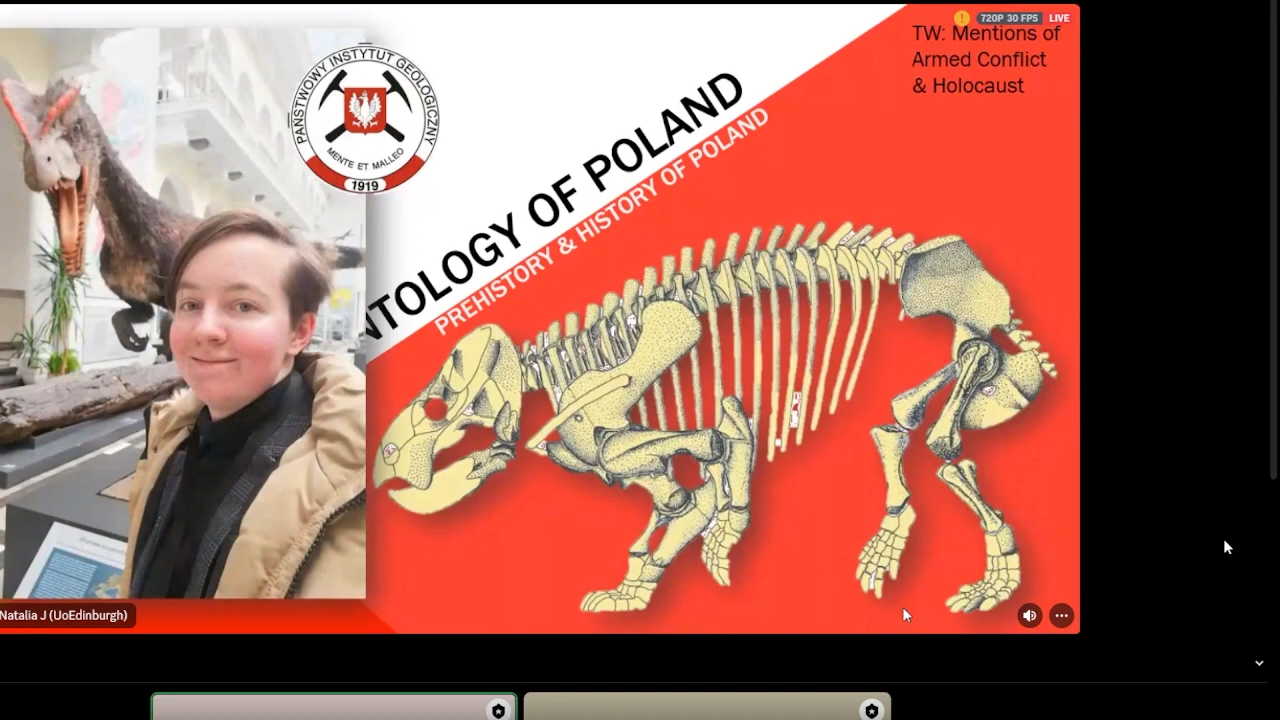 720P 30 FPS LIVE
TW: Mentions of
Armed Conflict
& Holocaust
PAŃSTWOWY INSTYTUT GEOLOGICZNY
MENTE ET MALLEO
1919
NTOLOGY OF POLAND
PREHISTORY & HISTORY OF POLAND
Natalia J (UoEdinburgh)